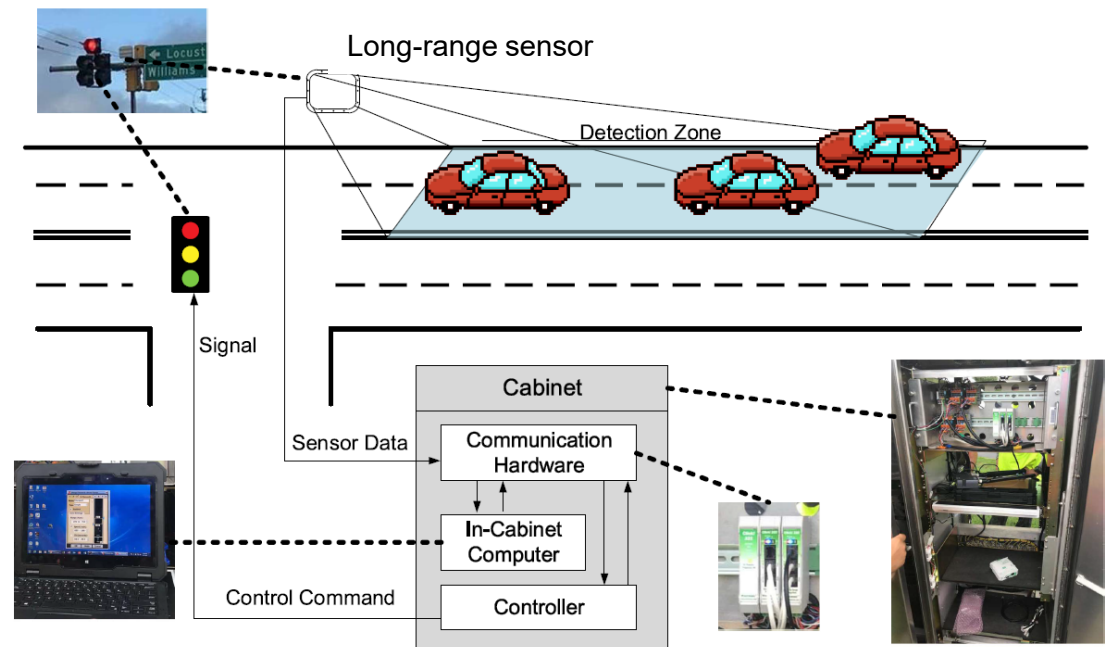 Long-range sensor
Locust
Williams
Detection Zone
Signal
Cabinet
Sensor Data
Communication
Hardware
In-Cabinet
Computer
Control Command
Controller